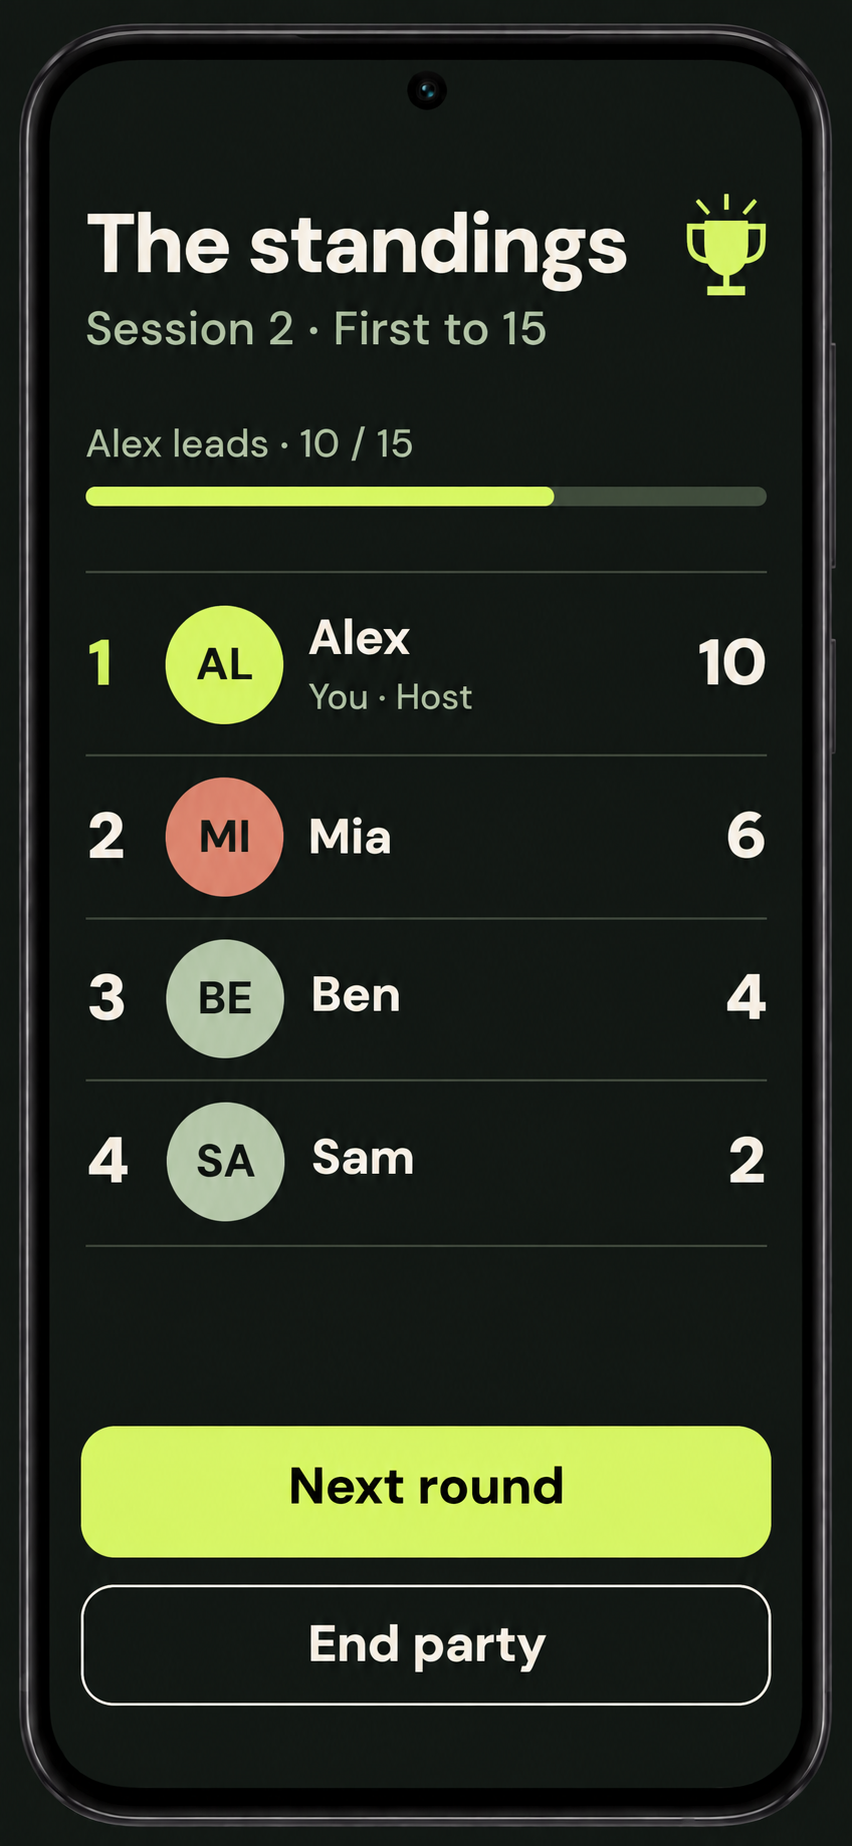 The standings
Session 2 · First to 15
Alex leads · 10 / 15
1 AL Alex 10
You · Host
2 MI Mia 6
3 BE Ben 4
4 SA Sam 2
Next round
End party